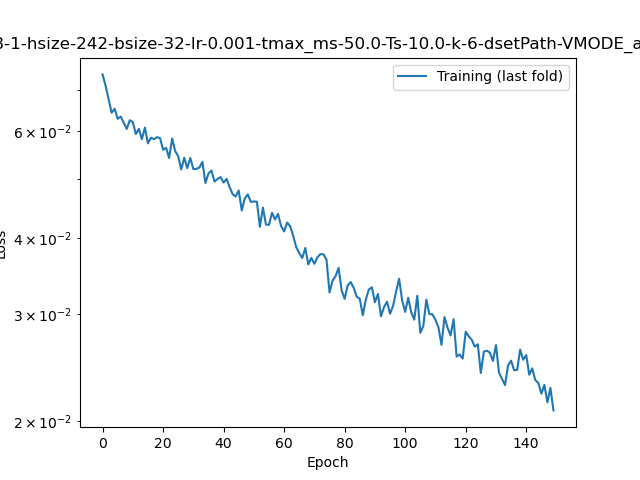 3-1-hsize-242-bsize-32-lr-0.001-tmax_ms-50.0-Ts-10.0-k-6-dsetPath-VMODE_a
Training (last fold)
6 × 10⁻²
4 × 10⁻²
3 × 10⁻²
2 × 10⁻²
Loss
0 20 40 60 80 100 120 140
Epoch